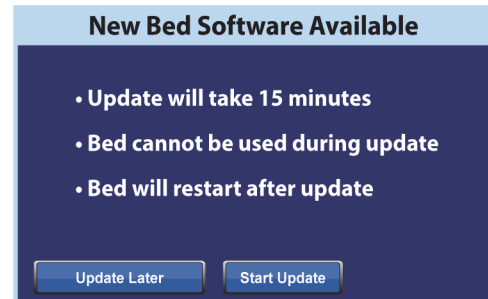 New Bed Software Available
• Update will take 15 minutes
• Bed cannot be used during update
• Bed will restart after update
Update Later
Start Update